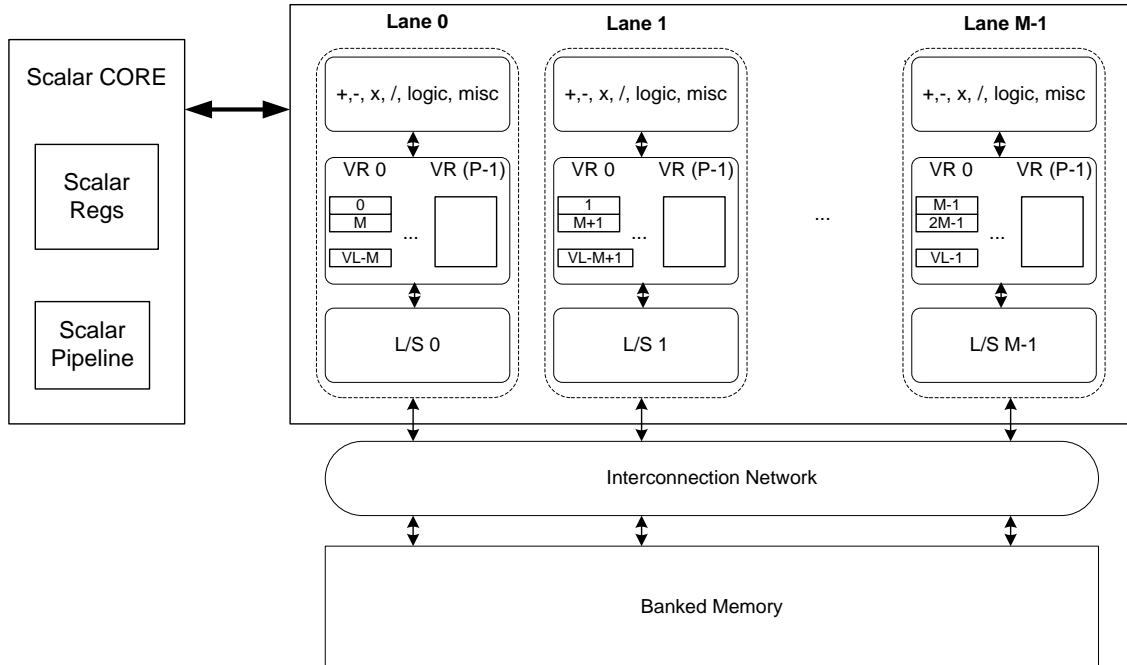 Scalar CORE
Scalar
Regs
Scalar
Pipeline
Lane 0
+,-, x, /, logic, misc
VR 0 VR (P-1)
0
M
...
VL-M
L/S 0
Lane 1
+,-, x, /, logic, misc
VR 0 VR (P-1)
1
M+1
...
VL-M+1
L/S 1
...
Lane M-1
+,-, x, /, logic, misc
VR 0 VR (P-1)
M-1
2M-1
...
VL-1
L/S M-1
Interconnection Network
Banked Memory